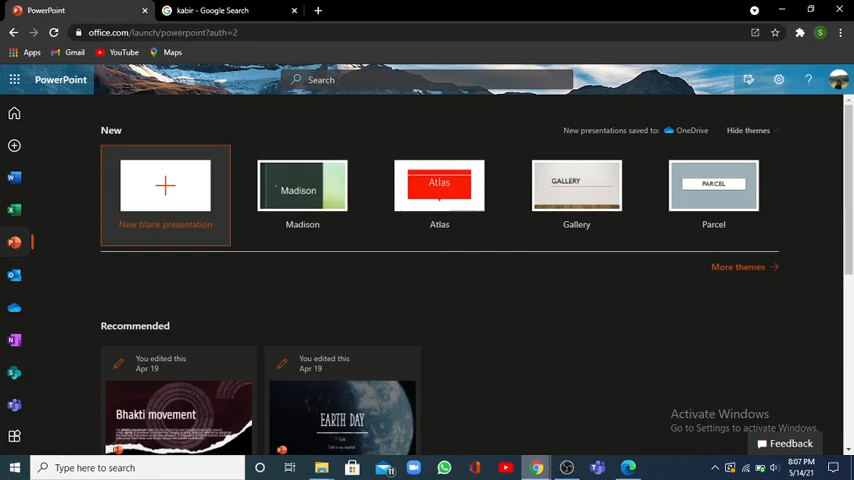 PowerPoint
kabir - Google Search
office.com/launch/powerpoint?auth=2
Apps
Gmail
YouTube
Maps
S
PowerPoint
Search
New
New presentations saved to: OneDrive
Hide themes
Madison
Atlas
GALLERY
PARCEL
New blank presentation
Madison
Atlas
Gallery
Parcel
More themes
Recommended
You edited this
Apr 19
You edited this
Apr 19
Bhakti movement
EARTH DAY
Activate Windows
Go to Settings to activate Windows.
Feedback
Type here to search
11
8:07 PM
5/14/21